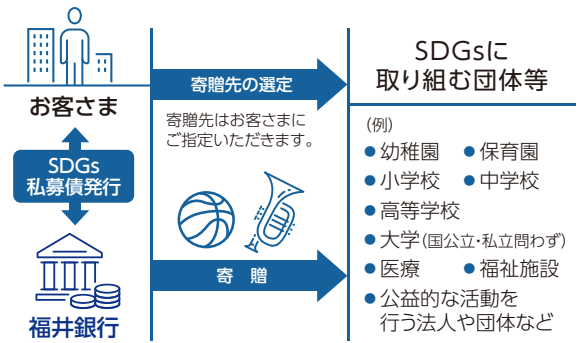 お客さま
SDGs
私募債発行
福井銀行
寄贈先の選定
寄贈先はお客さまに
ご指定いただきます。
寄 贈
SDGsに
取り組む団体等
(例)
●幼稚園 ●保育園
●小学校 ●中学校
●高等学校
●大学(国公立・私立問わず)
●医療 ●福祉施設
●公益的な活動を
行う法人や団体など